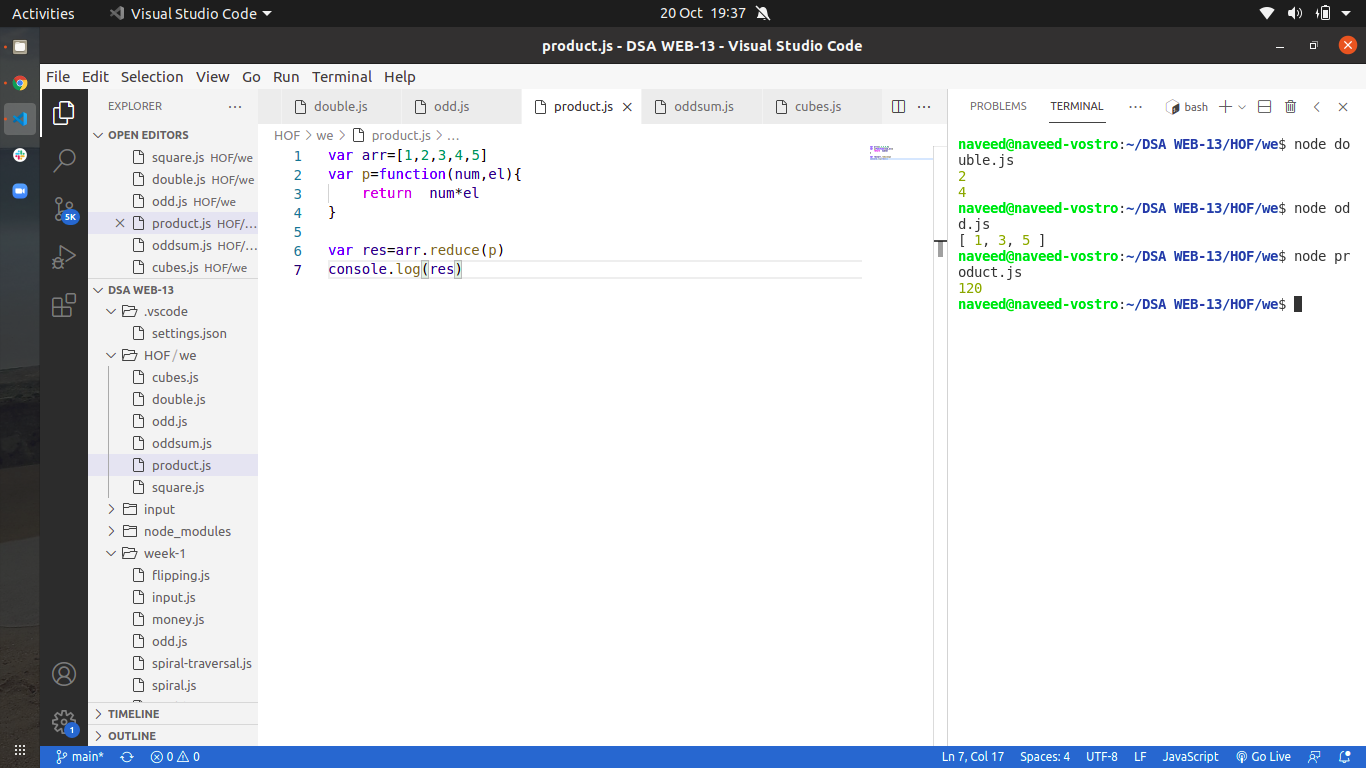 Activities
Visual Studio Code
20 Oct 19:37
product.js - DSA WEB-13 - Visual Studio Code
File Edit Selection View Go Run Terminal Help
EXPLORER
OPEN EDITORS
square.js HOF/we
double.js HOF/we
odd.js HOF/we
product.js HOF/...
oddsum.js HOF/...
cubes.js HOF/we
DSA WEB-13
.vscode
settings.json
HOF/we
cubes.js
double.js
odd.js
oddsum.js
product.js
square.js
input
node_modules
week-1
flipping.js
input.js
money.js
odd.js
spiral-traversal.js
spiral.js
TIMELINE
OUTLINE
5K
1
double.js odd.js product.js oddsum.js cubes.js
HOF > we > product.js > ...
1 var arr=[1,2,3,4,5]
2 var p=function(num,el){
3 return  num*el
4 }
5
6 var res=arr.reduce(p)
7 console.log(res)
PROBLEMS TERMINAL ... bash
naveed@naveed-vostro:~/DSA WEB-13/HOF/we$ node do
uble.js
2
4
naveed@naveed-vostro:~/DSA WEB-13/HOF/we$ node od
d.js
[ 1, 3, 5 ]
naveed@naveed-vostro:~/DSA WEB-13/HOF/we$ node pr
oduct.js
120
naveed@naveed-vostro:~/DSA WEB-13/HOF/we$
main* 0 0 Ln 7, Col 17 Spaces: 4 UTF-8 LF JavaScript Go Live